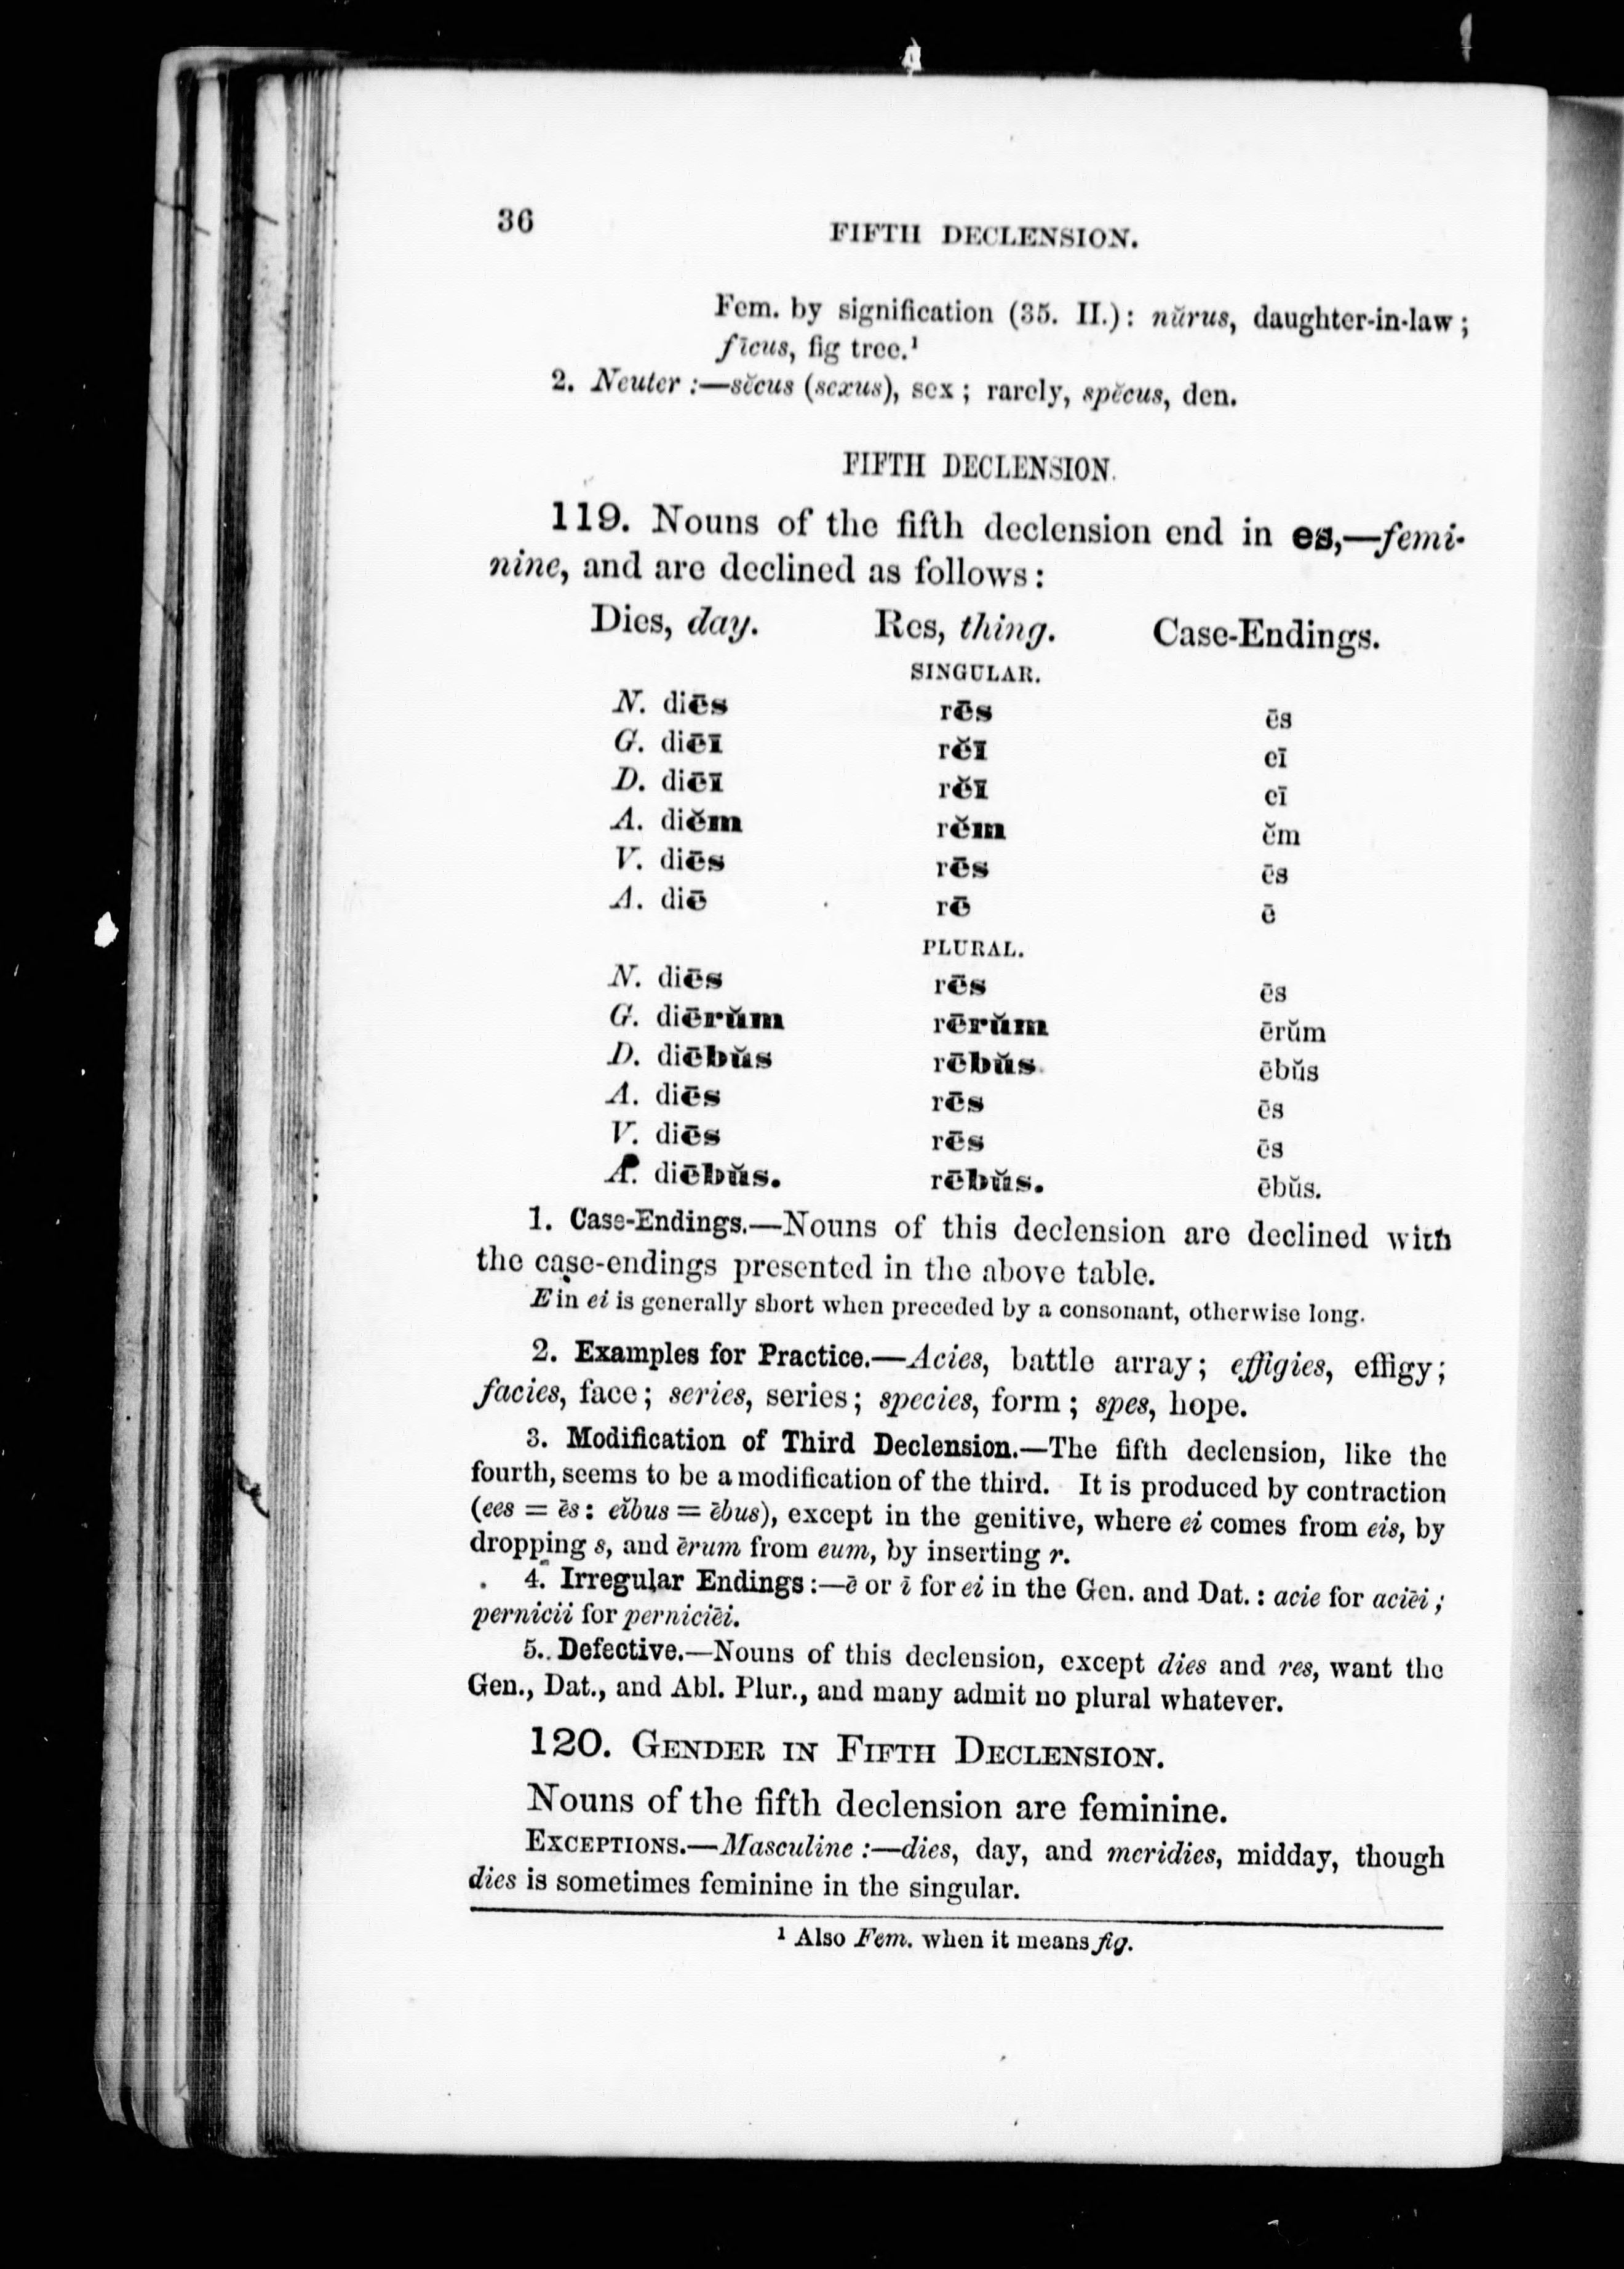 36
FIFTH DECLENSION.
Fem. by signification (35. II.): nŭrus, daughter-in-law;
fīcus, fig tree.¹
2. Neuter:—sĕcus (sexus), sex; rarely, spĕcus, den.
FIFTH DECLENSION.
119. Nouns of the fifth declension end in es,—femi-
nine, and are declined as follows:
Dies, day. Res, thing. Case-Endings.
SINGULAR.
N. diēs rēs ēs
G. diēī rĕī eī
D. diēī rĕī eī
A. diĕm rĕm ĕm
V. diēs rēs ēs
A. diē rē ē
PLURAL.
N. diēs rēs ēs
G. diērŭm rērŭm ērŭm
D. diēbŭs rēbŭs ēbŭs
A. diēs rēs ēs
V. diēs rēs ēs
A. diēbŭs. rēbŭs. ēbŭs.
1. Case-Endings.—Nouns of this declension are declined with
the case-endings presented in the above table.
E in ei is generally short when preceded by a consonant, otherwise long.
2. Examples for Practice.—Acies, battle array; effigies, effigy;
facies, face; series, series; species, form; spes, hope.
3. Modification of Third Declension.—The fifth declension, like the
fourth, seems to be a modification of the third. It is produced by contraction
(ees = ēs: eĭbus = ēbus), except in the genitive, where ei comes from eis, by
dropping s, and ērum from eum, by inserting r.
4. Irregular Endings:—ē or ī for ei in the Gen. and Dat.: acie for aciēi;
pernicii for perniciēi.
5. Defective.—Nouns of this declension, except dies and res, want the
Gen., Dat., and Abl. Plur., and many admit no plural whatever.
120. GENDER IN FIFTH DECLENSION.
Nouns of the fifth declension are feminine.
EXCEPTIONS.—Masculine:—dies, day, and meridies, midday, though
dies is sometimes feminine in the singular.
¹ Also Fem. when it means fig.